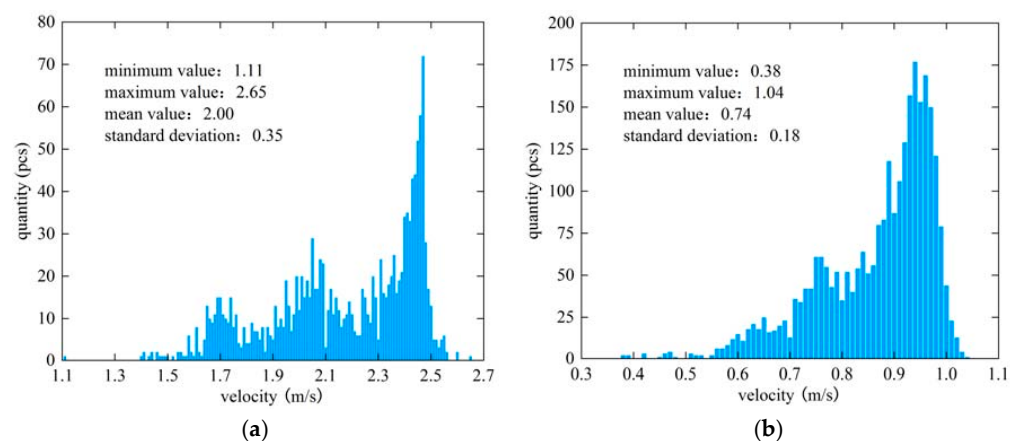 80
70
60
50
40
30
20
10
0
quantity (pcs)
minimum value: 1.11
maximum value: 2.65
mean value: 2.00
standard deviation: 0.35
1.1 1.3 1.5 1.7 1.9 2.1 2.3 2.5 2.7
velocity (m/s)
(a)
200
175
150
125
100
75
50
25
0
quantity (pcs)
minimum value: 0.38
maximum value: 1.04
mean value: 0.74
standard deviation: 0.18
0.3 0.4 0.5 0.6 0.7 0.8 0.9 1.0 1.1
velocity (m/s)
(b)